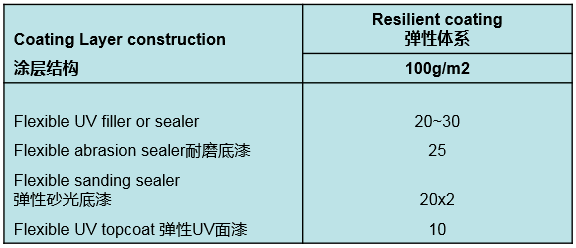 Coating Layer construction
涂层结构
Resilient coating
弹性体系
100g/m2
Flexible UV filler or sealer 20~30
Flexible abrasion sealer耐磨底漆 25
Flexible sanding sealer
弹性砂光底漆 20x2
Flexible UV topcoat 弹性UV面漆 10